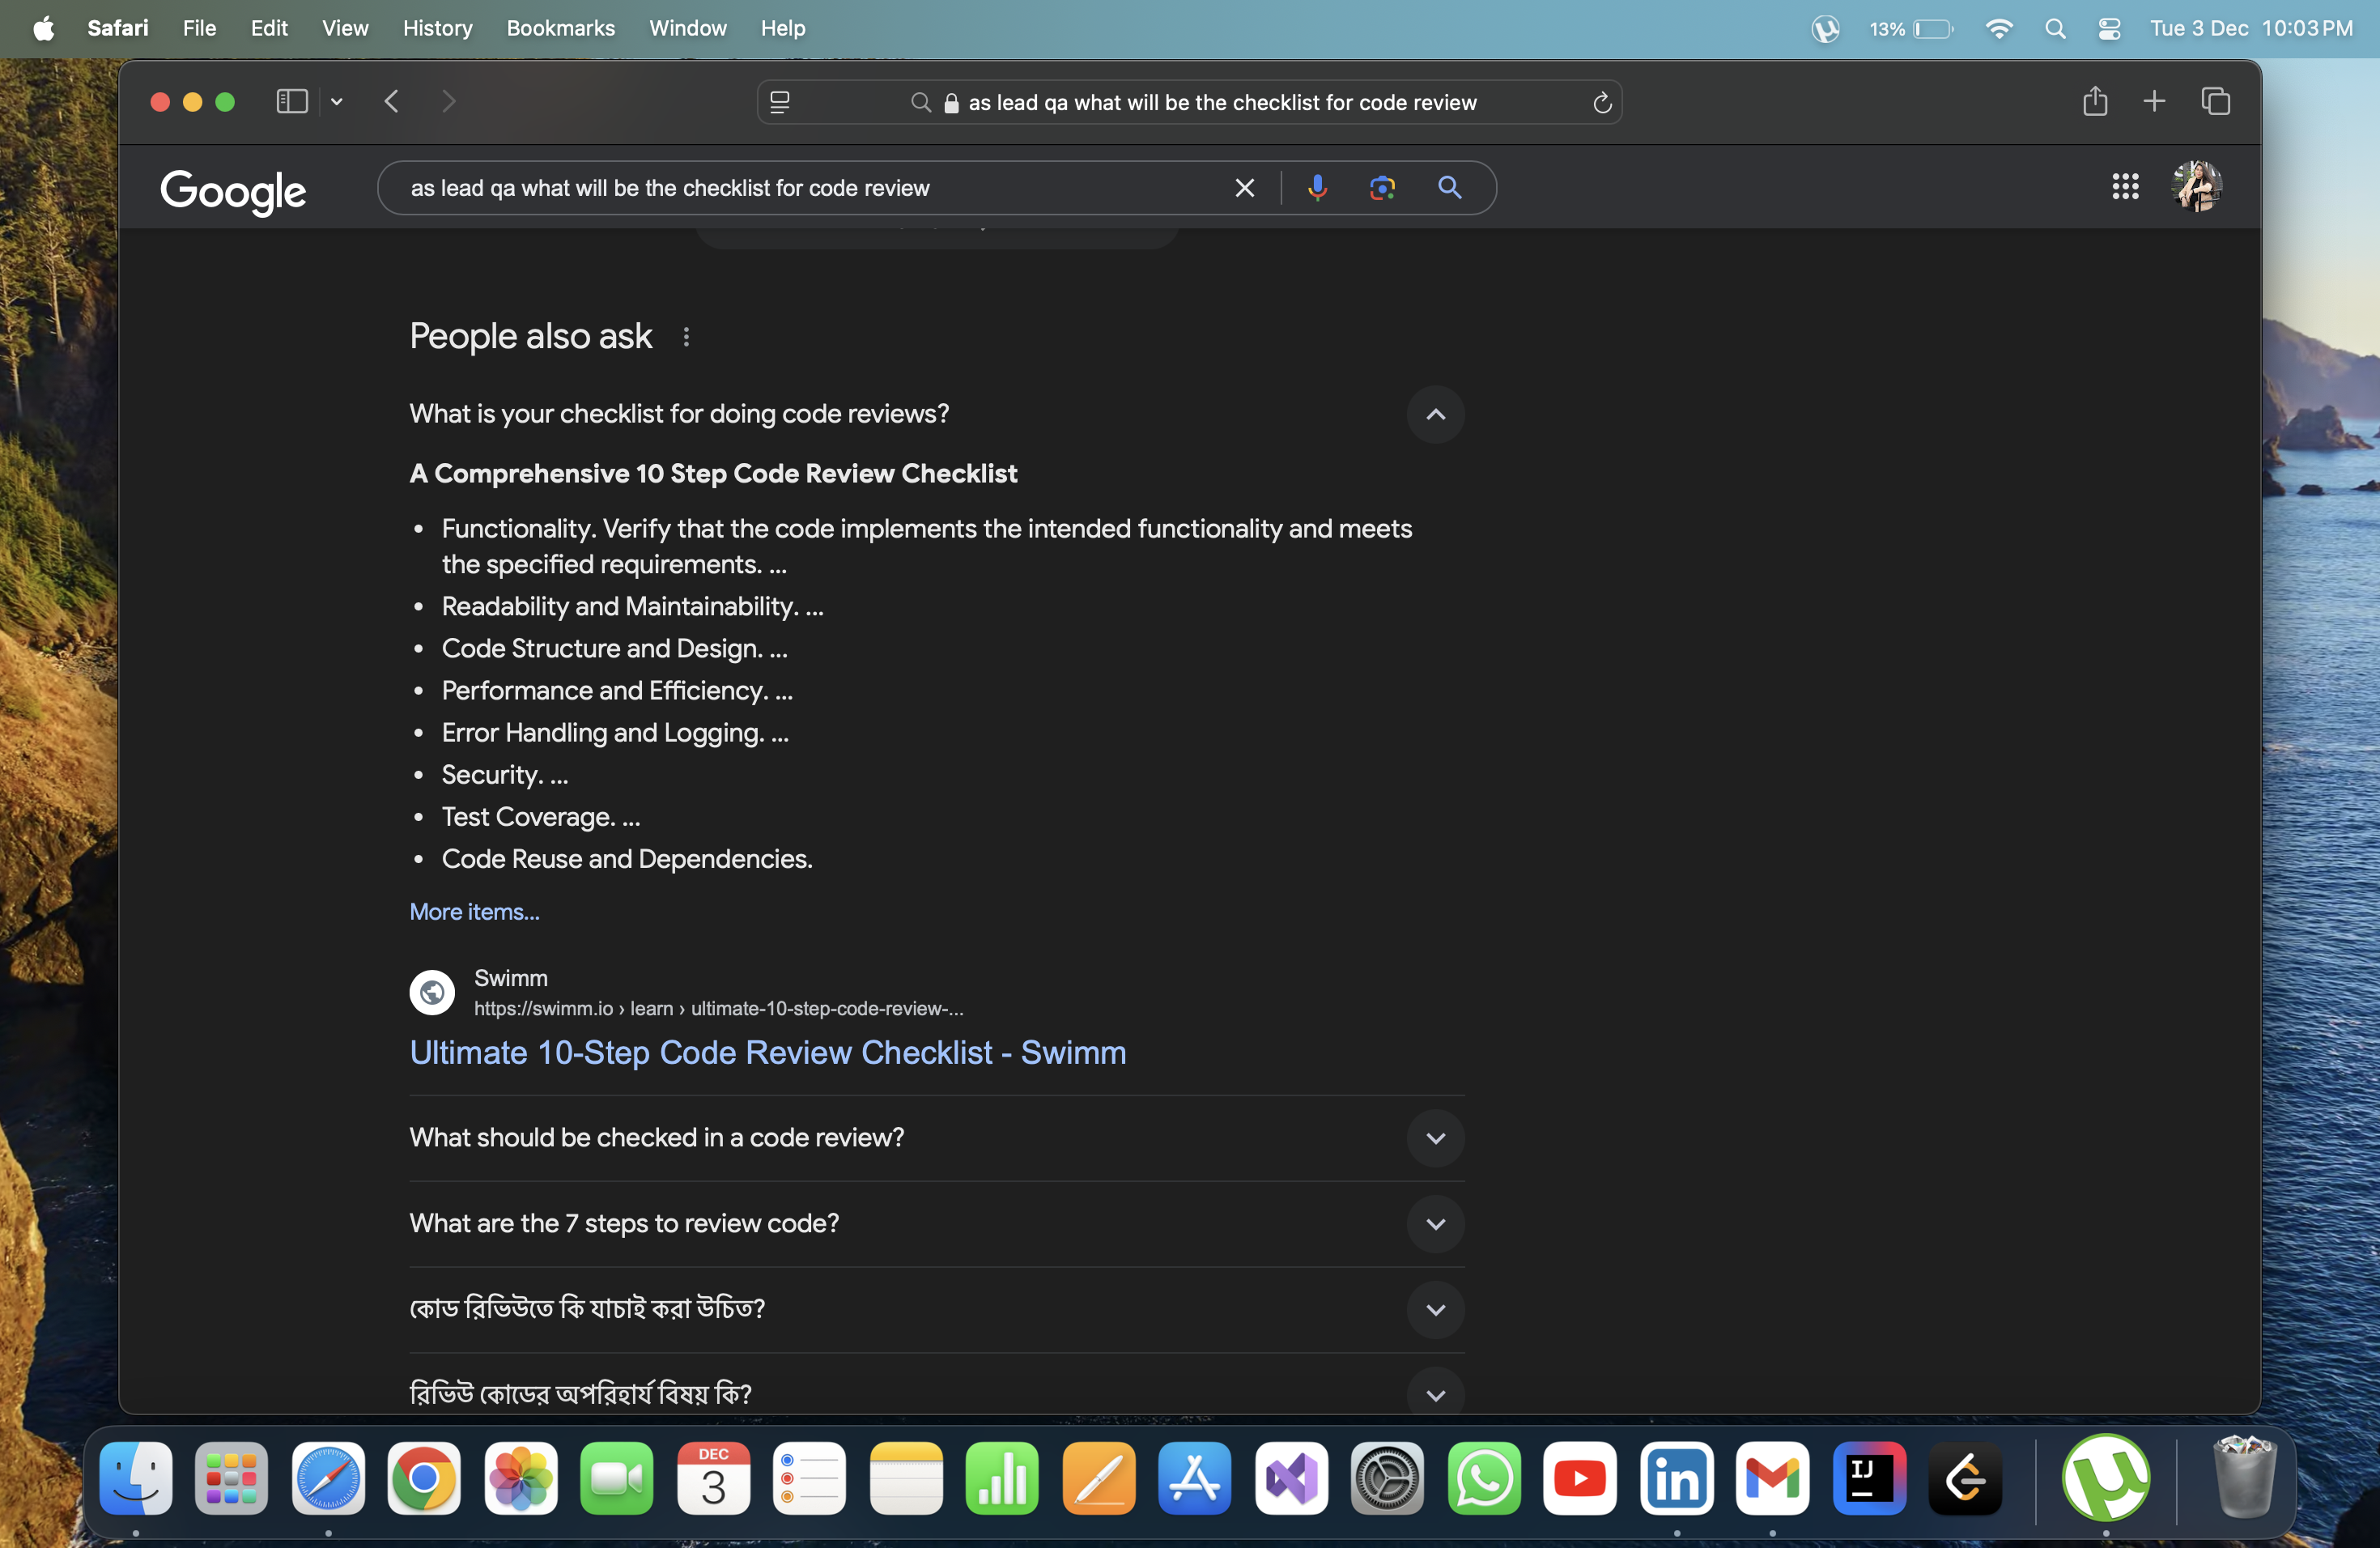 Safari File Edit View History Bookmarks Window Help
13% Tue 3 Dec 10:03 PM
as lead qa what will be the checklist for code review
Google
as lead qa what will be the checklist for code review
People also ask
What is your checklist for doing code reviews?
A Comprehensive 10 Step Code Review Checklist
• Functionality. Verify that the code implements the intended functionality and meets
the specified requirements. ...
• Readability and Maintainability. ...
• Code Structure and Design. ...
• Performance and Efficiency. ...
• Error Handling and Logging. ...
• Security. ...
• Test Coverage. ...
• Code Reuse and Dependencies.
More items...
Swimm
https://swimm.io › learn › ultimate-10-step-code-review-...
Ultimate 10-Step Code Review Checklist - Swimm
What should be checked in a code review?
What are the 7 steps to review code?
কোড রিভিউতে কি যাচাই করা উচিত?
রিভিউ কোডের অপরিহার্য বিষয় কি?
DEC
3
in
IJ